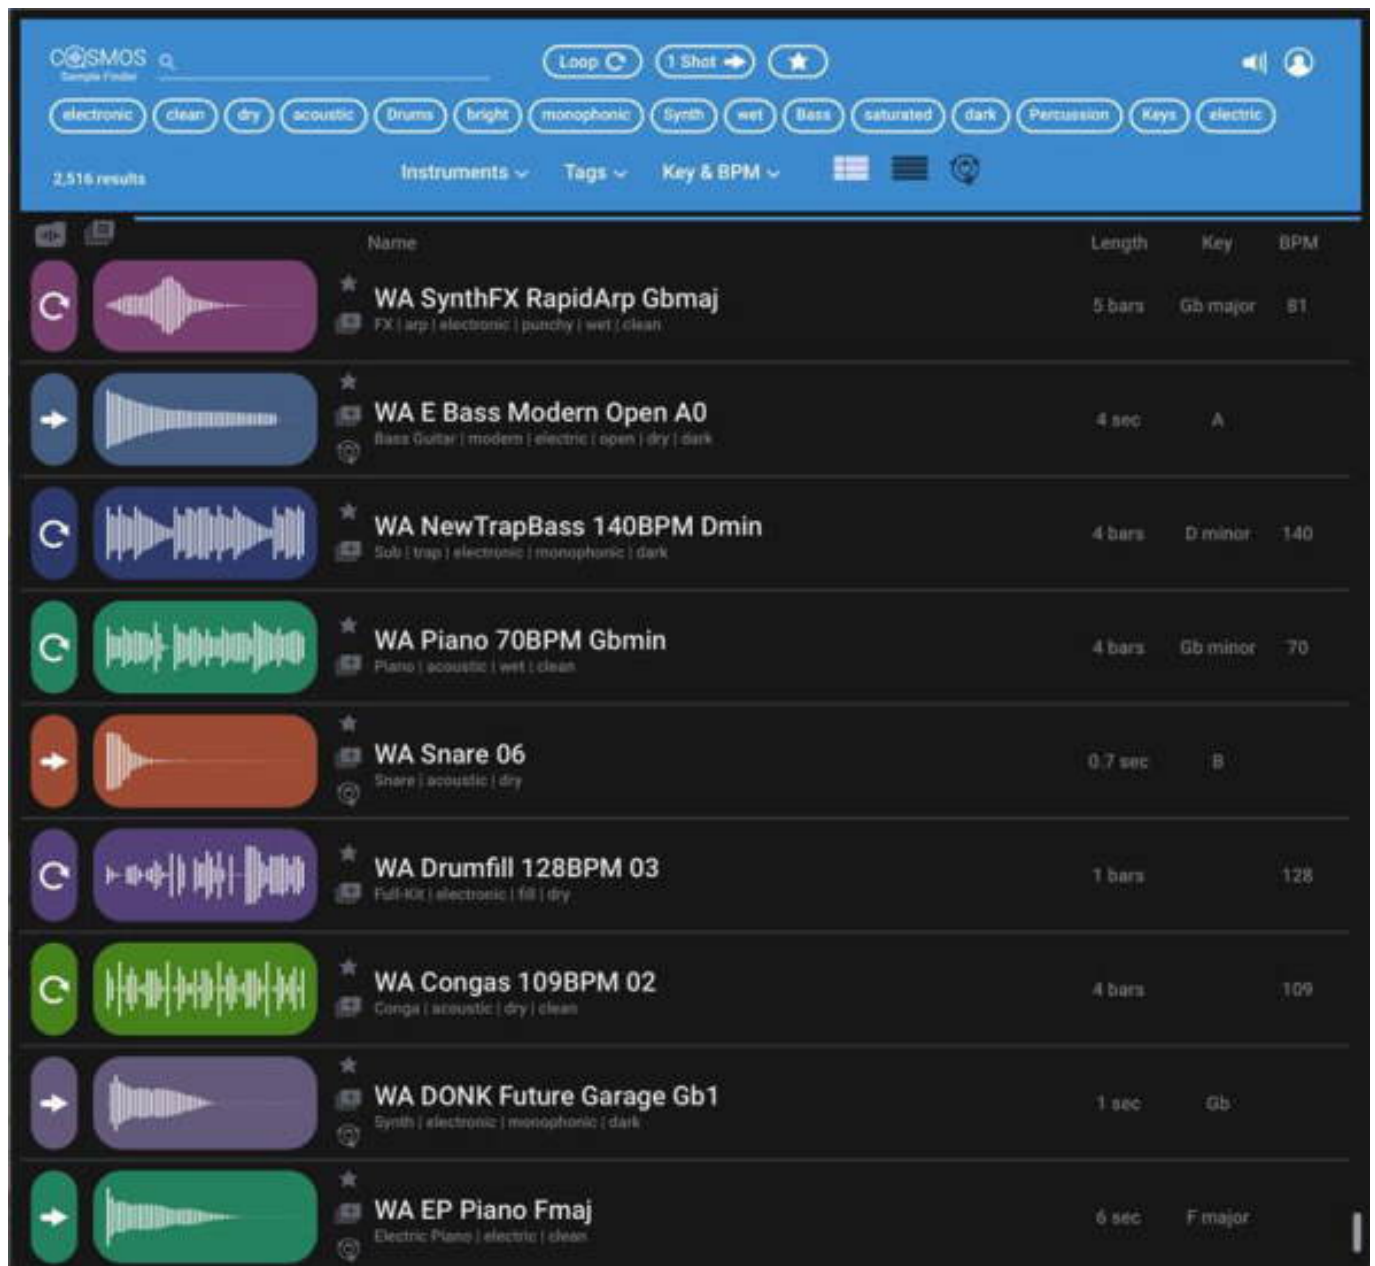 COSMOS
Sample Finder
Loop
1 Shot
electronic clean dry acoustic Drums bright monophonic Synth wet Bass saturated dark Percussion Keys electric
2,516 results Instruments Tags Key & BPM
Name Length Key BPM
WA SynthFX RapidArp Gbmaj
FX | arp | electronic | punchy | wet | clean
5 bars Gb major 81
WA E Bass Modern Open A0
Bass Guitar | modern | electric | open | dry | dark
4 sec A
WA NewTrapBass 140BPM Dmin
Sub | trap | electronic | monophonic | dark
4 bars D minor 140
WA Piano 70BPM Gbmin
Piano | acoustic | wet | clean
4 bars Gb minor 70
WA Snare 06
Snare | acoustic | dry
0.7 sec B
WA Drumfill 128BPM 03
Full-Kit | electronic | fill | dry
1 bars 128
WA Congas 109BPM 02
Conga | acoustic | dry | clean
4 bars 109
WA DONK Future Garage Gb1
Synth | electronic | monophonic | dark
1 sec Gb
WA EP Piano Fmaj
Electric Piano | electric | clean
6 sec F major